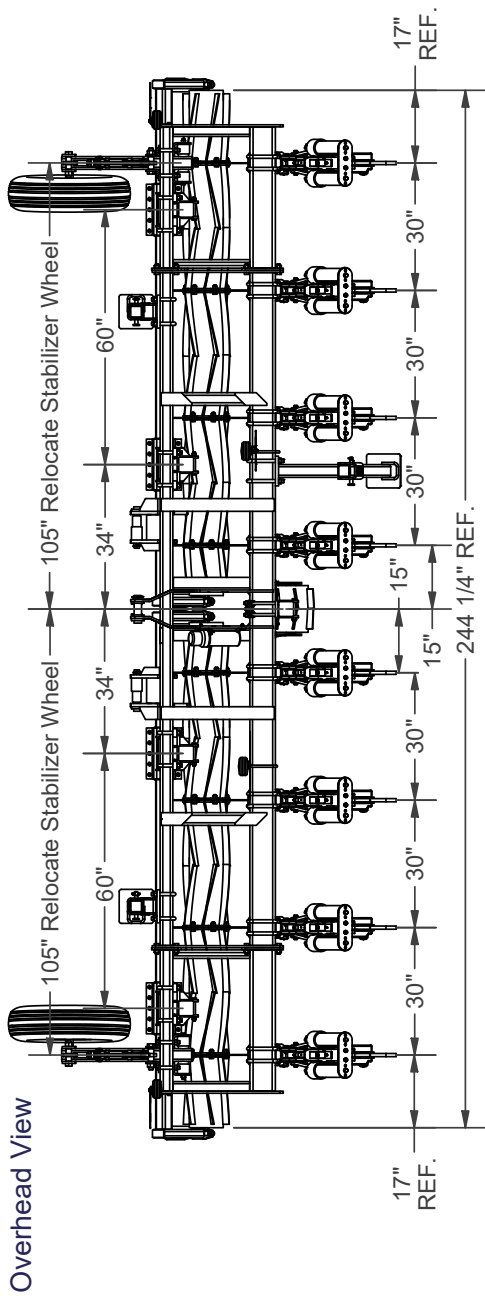 Overhead View
105" Relocate Stabilizer Wheel
105" Relocate Stabilizer Wheel
60"
34"
34"
60"
17"
REF.
30"
30"
30"
15"
15"
30"
30"
30"
17"
REF.
244 1/4" REF.